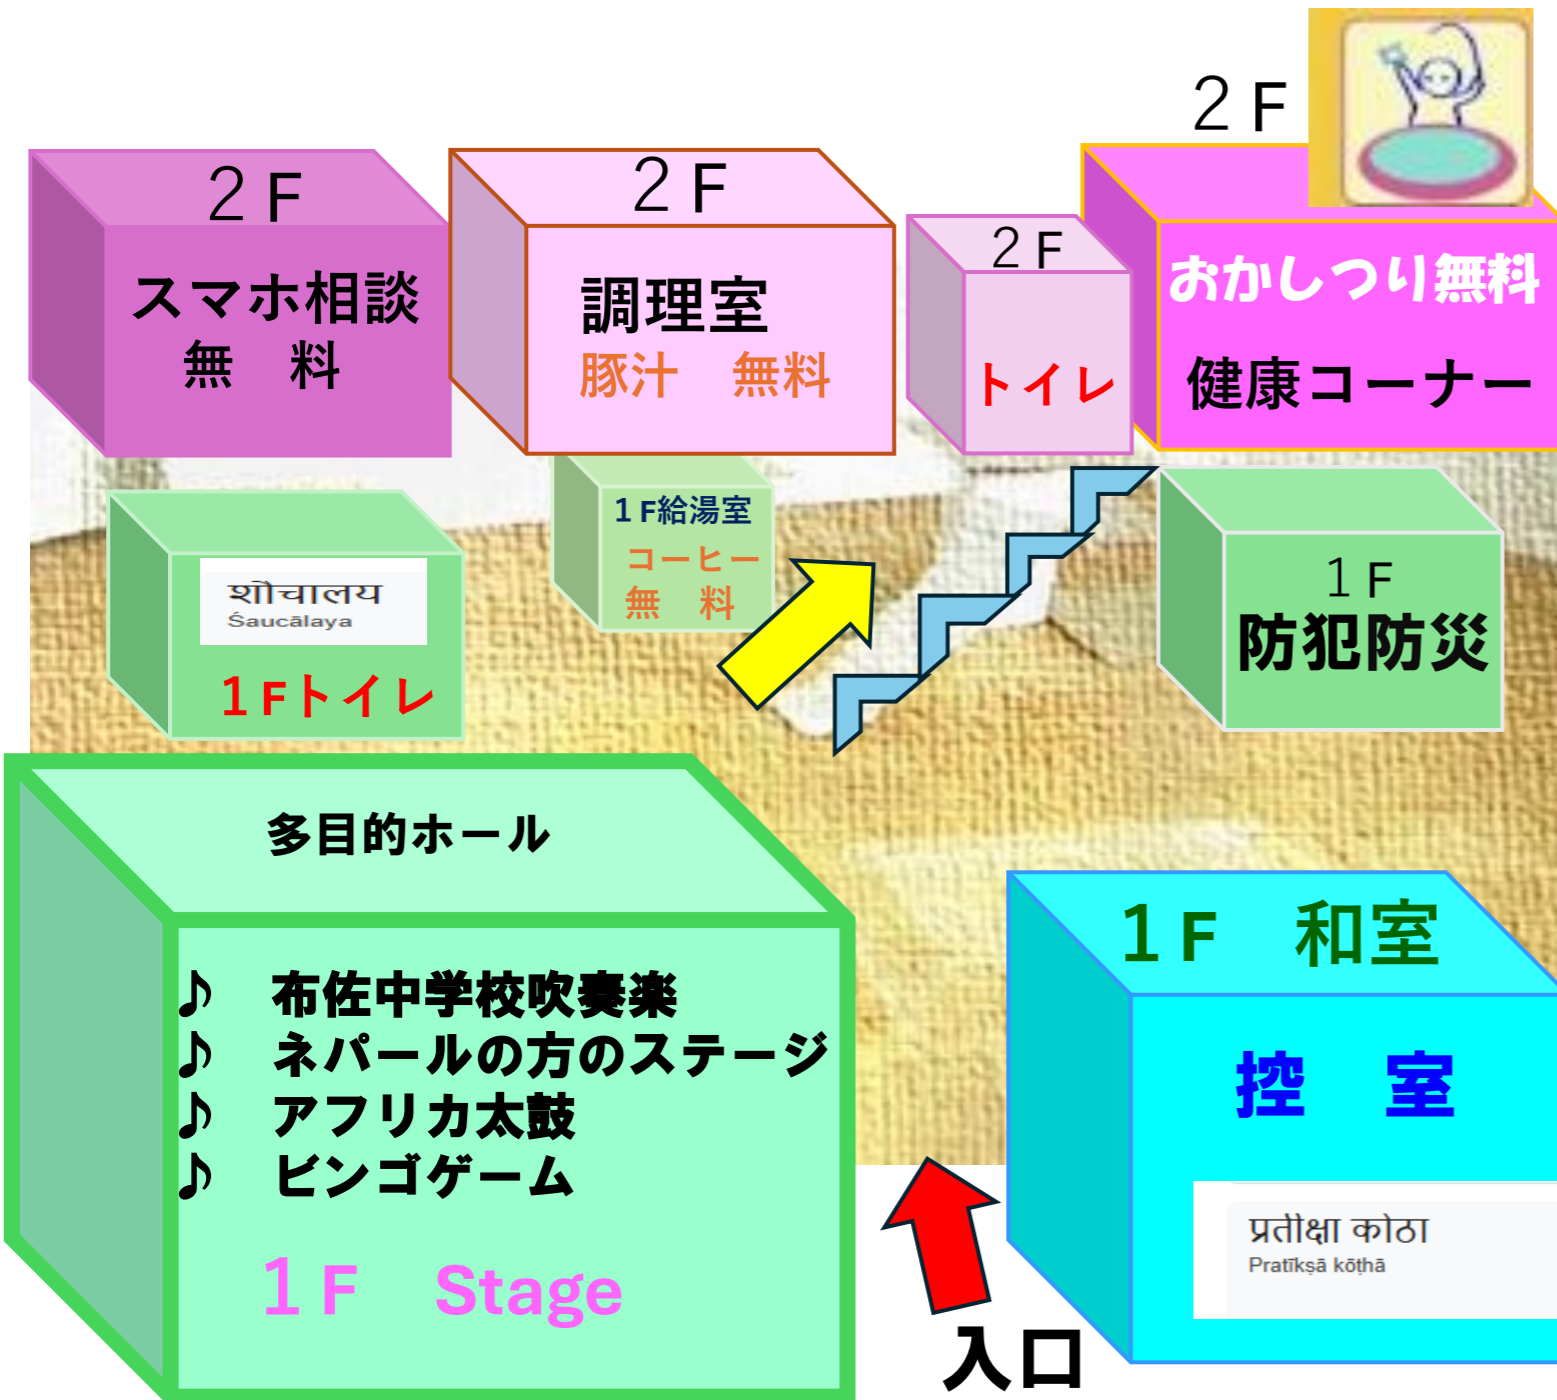 ２F
スマホ相談
無　料
２F
調理室
豚汁　無料
２F
トイレ
２F
おかしつり無料
健康コーナー
शौचालय
Śaucālaya
１Fトイレ
１F給湯室
コーヒー
無　料
１F
防犯防災
多目的ホール
♪　布佐中学校吹奏楽
♪　ネパールの方のステージ
♪　アフリカ太鼓
♪　ビンゴゲーム
１F　Stage
入口
１F　和室
控　室
प्रतीक्षा कोठा
Pratīkṣā kōṭhā